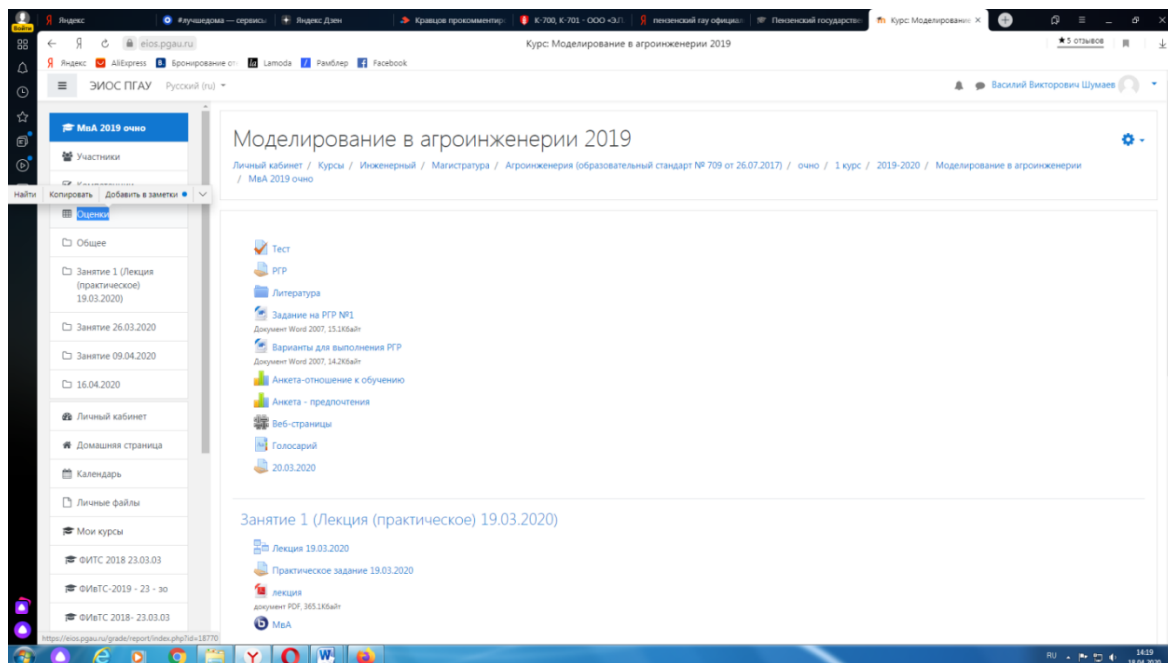 Войти
Яндекс
#лучшедома — сервисы
Яндекс Дзен
Кравцов прокомментир
К-700, К-701 - ООО «ЭЛ
пензенский гау официал
Пензенский государстве
Курс: Моделирование
eios.pgau.ru
Курс: Моделирование в агроинженерии 2019
★5 отзывов
Яндекс
AliExpress
Бронирование от
Lamoda
Рамблер
Facebook
ЭИОС ПГАУ
Русский (ru)
Василий Викторович Шумаев
МвА 2019 очно
Участники
Найти
Копировать
Добавить в заметки
Оценки
Общее
Занятие 1 (Лекция
(практическое)
19.03.2020)
Занятие 26.03.2020
Занятие 09.04.2020
16.04.2020
Личный кабинет
Домашняя страница
Календарь
Личные файлы
Мои курсы
ФИТС 2018 23.03.03
ФИвТС-2019 - 23 - зо
ФИвТС 2018- 23.03.03
https://eios.pgau.ru/grade/report/index.php?id=18770
Моделирование в агроинженерии 2019
Личный кабинет / Курсы / Инженерный / Магистратура / Агроинженерия (образовательный стандарт № 709 от 26.07.2017) / очно / 1 курс / 2019-2020 / Моделирование в агроинженерии
/ МвА 2019 очно
Тест
РГР
Литература
Задание на РГР №1
Документ Word 2007, 15.1Кбайт
Варианты для выполнения РГР
Документ Word 2007, 14.2Кбайт
Анкета-отношение к обучению
Анкета - предпочтения
Веб-страницы
Голосарий
20.03.2020
Занятие 1 (Лекция (практическое) 19.03.2020)
Лекция 19.03.2020
Практическое задание 19.03.2020
лекция
документ PDF, 365.1Кбайт
МвА
RU
14:19
18.04.2020